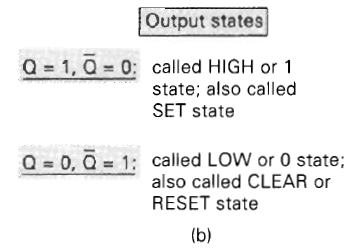 Output states
Q = 1, Q̅ = 0: called HIGH or 1
state; also called
SET state
Q = 0, Q̅ = 1: called LOW or 0 state;
also called CLEAR or
RESET state
(b)